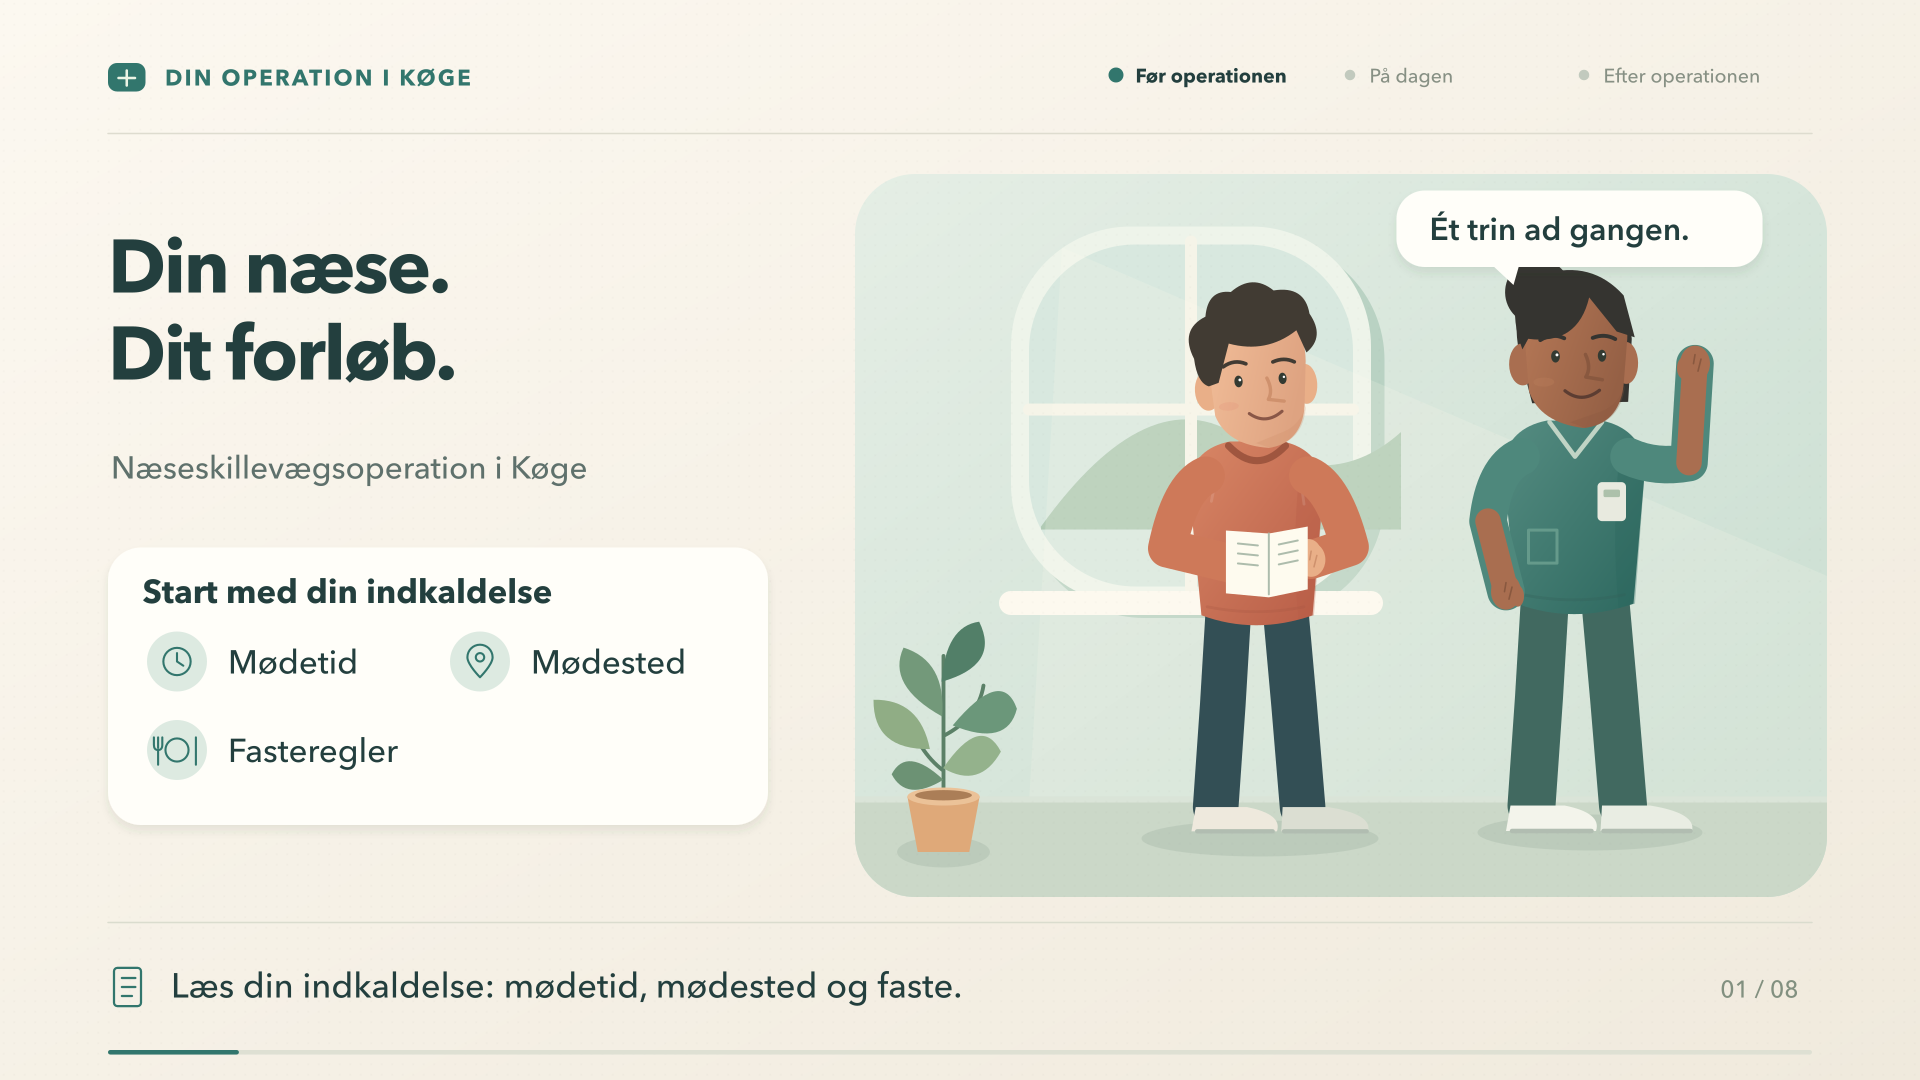 DIN OPERATION I KØGE
Før operationen
På dagen
Efter operationen
Din næse.
Dit forløb.
Næseskillevægsoperation i Køge
Start med din indkaldelse
Mødetid
Mødested
Fasteregler
Ét trin ad gangen.
Læs din indkaldelse: mødetid, mødested og faste.
01 / 08